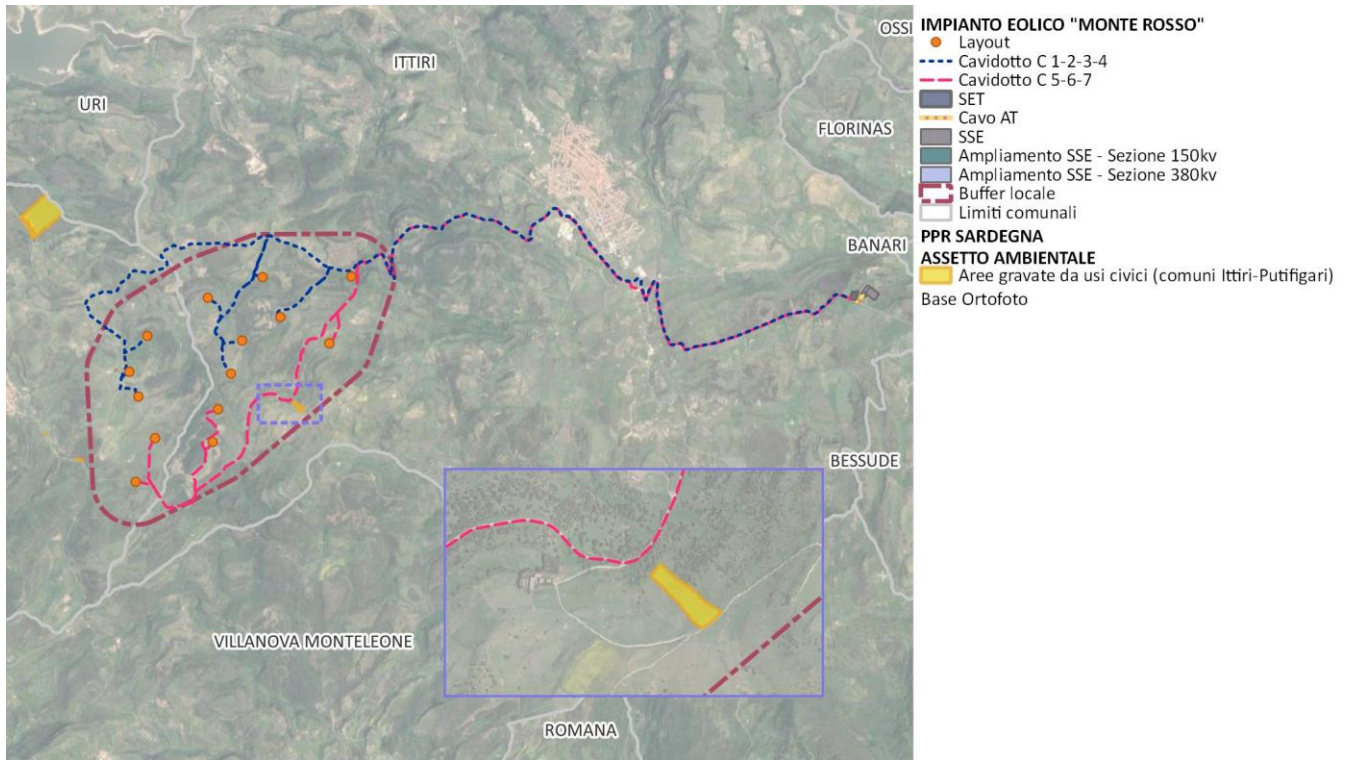 OSSI
ITTIRI
URI
FLORINAS
BANARI
BESSUDE
VILLANOVA MONTELEONE
ROMANA
IMPIANTO EOLICO "MONTE ROSSO"
Layout
Cavidotto C 1-2-3-4
Cavidotto C 5-6-7
SET
Cavo AT
SSE
Ampliamento SSE - Sezione 150kv
Ampliamento SSE - Sezione 380kv
Buffer locale
Limiti comunali
PPR SARDEGNA
ASSETTO AMBIENTALE
Aree gravate da usi civici (comuni Ittiri-Putifigari)
Base Ortofoto